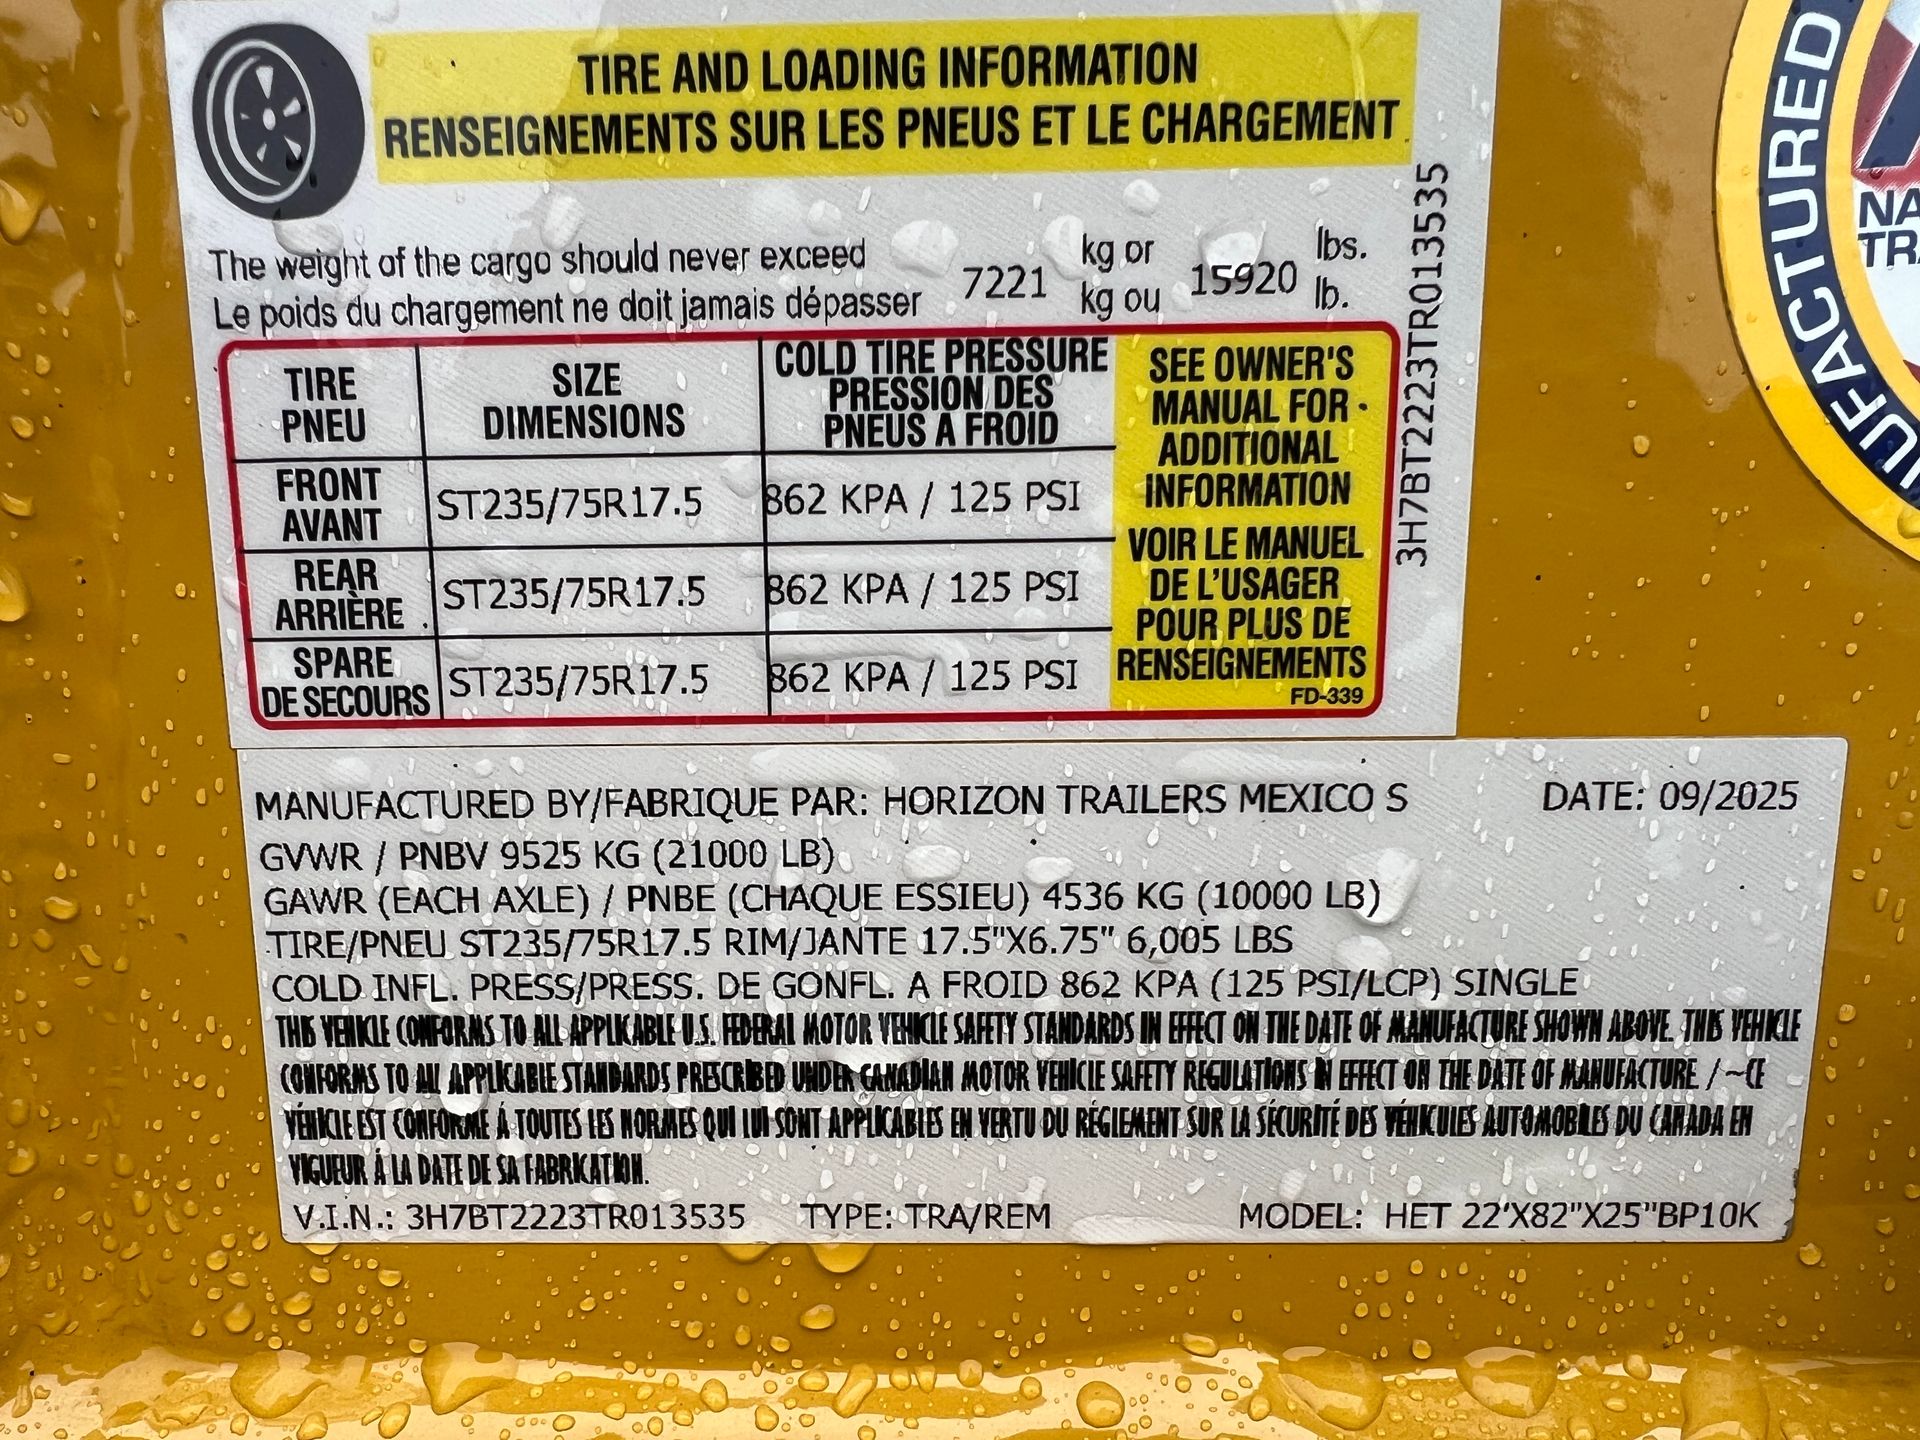 TIRE AND LOADING INFORMATION
RENSEIGNEMENTS SUR LES PNEUS ET LE CHARGEMENT
The weight of the cargo should never exceed 7221 kg or 15920 lbs.
Le poids du chargement ne doit jamais dépasser kg ou lb.
TIRE SIZE COLD TIRE PRESSURE
PNEU DIMENSIONS PRESSION DES
PNEUS A FROID
FRONT ST235/75R17.5 862 KPA / 125 PSI
AVANT
REAR ST235/75R17.5 862 KPA / 125 PSI
ARRIÈRE
SPARE ST235/75R17.5 862 KPA / 125 PSI
DE SECOURS
SEE OWNER'S
MANUAL FOR
ADDITIONAL
INFORMATION
VOIR LE MANUEL
DE L'USAGER
POUR PLUS DE
RENSEIGNEMENTS
FD-339
3H7BT2223TR013535
MANUFACTURED BY/FABRIQUE PAR: HORIZON TRAILERS MEXICO S DATE: 09/2025
GVWR / PNBV 9525 KG (21000 LB)
GAWR (EACH AXLE) / PNBE (CHAQUE ESSIEU) 4536 KG (10000 LB)
TIRE/PNEU ST235/75R17.5 RIM/JANTE 17.5"X6.75" 6,005 LBS
COLD INFL. PRESS/PRESS. DE GONFL. A FROID 862 KPA (125 PSI/LCP) SINGLE
THIS VEHICLE CONFORMS TO ALL APPLICABLE U.S. FEDERAL MOTOR VEHICLE SAFETY STANDARDS IN EFFECT ON THE DATE OF MANUFACTURE SHOWN ABOVE. THIS VEHICLE
CONFORMS TO ALL APPLICABLE STANDARDS PRESCRIBED UNDER CANADIAN MOTOR VEHICLE SAFETY REGULATIONS IN EFFECT ON THE DATE OF MANUFACTURE. / ~CE
VÉHICLE EST CONFORME Á TOUTES LES NORMES QUI LUI SONT APPLICABLES EN VERTU DU RÉGLEMENT SUR LA SÉCURITÉ DES VÉHICULES AUTOMOBILES DU CANADA EN
VIGUEUR A LA DATE DE SA FABRICATION.
V.I.N.: 3H7BT2223TR013535 TYPE: TRA/REM MODEL: HET 22'X82"X25"BP10K
MANUFACTURED